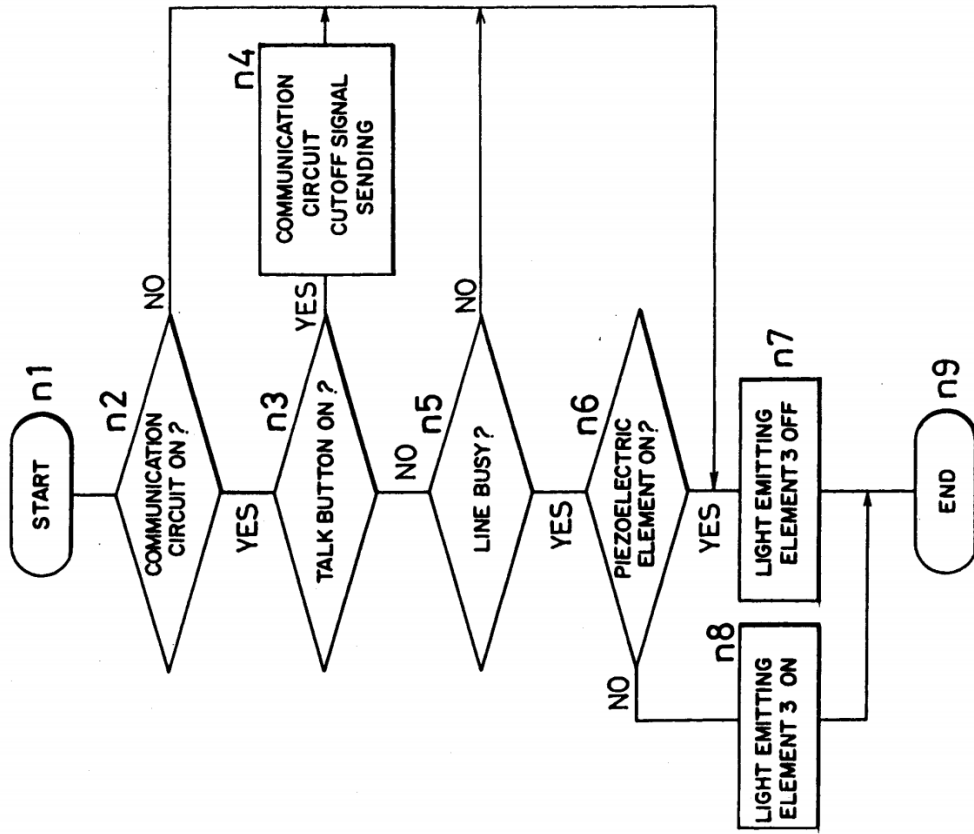 START
n1
n2
COMMUNICATION
CIRCUIT ON?
NO
YES
n3
TALK BUTTON ON?
YES
n4
COMMUNICATION
CIRCUIT
CUTOFF SIGNAL
SENDING
NO
n5
LINE BUSY?
NO
YES
n6
PIEZOELECTRIC
ELEMENT ON?
NO
YES
n7
LIGHT EMITTING
ELEMENT 3 OFF
n8
LIGHT EMITTING
ELEMENT 3 ON
END
n9